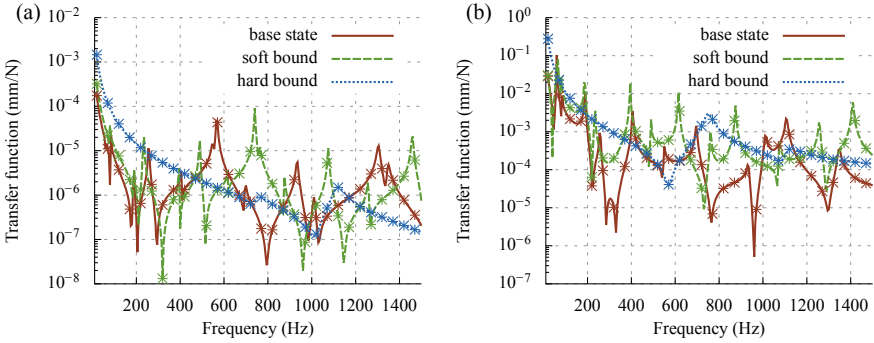 (a)
Transfer function (mm/N)
10⁻²
10⁻³
10⁻⁴
10⁻⁵
10⁻⁶
10⁻⁷
10⁻⁸
base state
soft bound
hard bound
200 400 600 800 1000 1200 1400
Frequency (Hz)
(b)
Transfer function (mm/N)
10⁰
10⁻¹
10⁻²
10⁻³
10⁻⁴
10⁻⁵
10⁻⁶
10⁻⁷
base state
soft bound
hard bound
200 400 600 800 1000 1200 1400
Frequency (Hz)